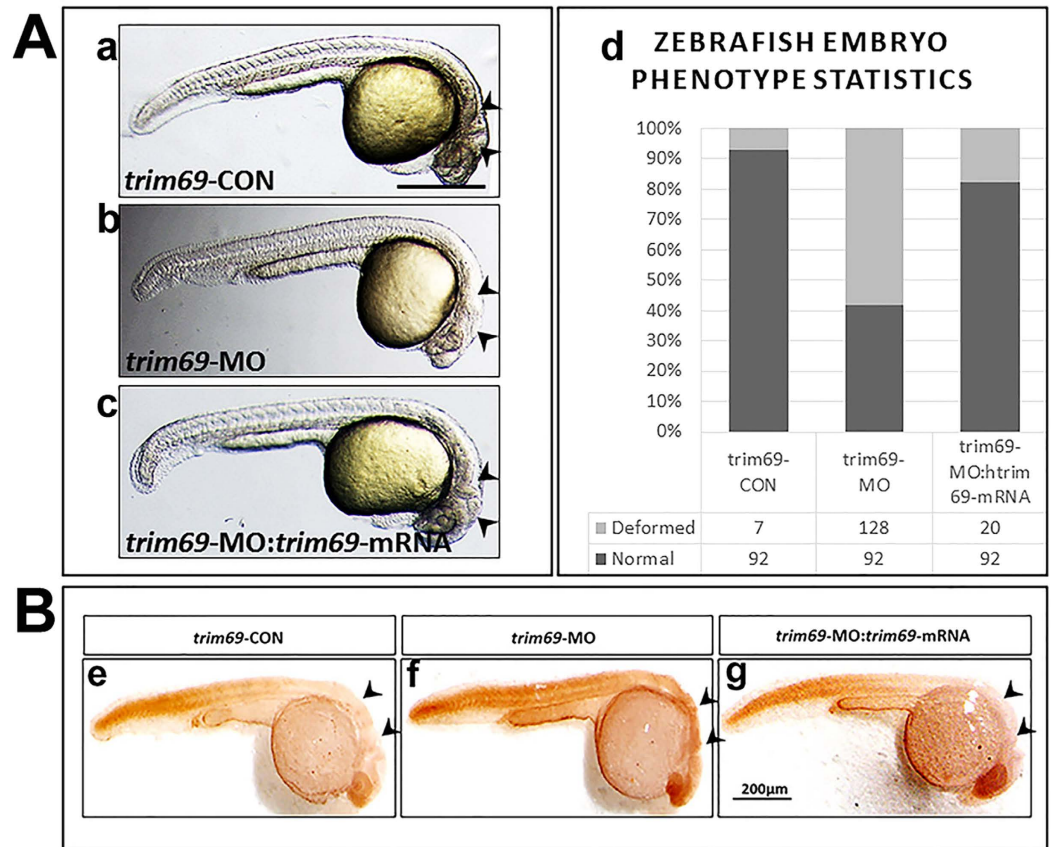 A
a
trim69-CON
b
trim69-MO
c
trim69-MO:trim69-mRNA
d
ZEBRAFISH EMBRYO
PHENOTYPE STATISTICS
100%
90%
80%
70%
60%
50%
40%
30%
20%
10%
0%
trim69-
CON
trim69-
MO
trim69-
MO:htrim
69-mRNA
Deformed 7 128 20
Normal 92 92 92
B
trim69-CON
trim69-MO
trim69-MO:trim69-mRNA
e
f
g
200µm